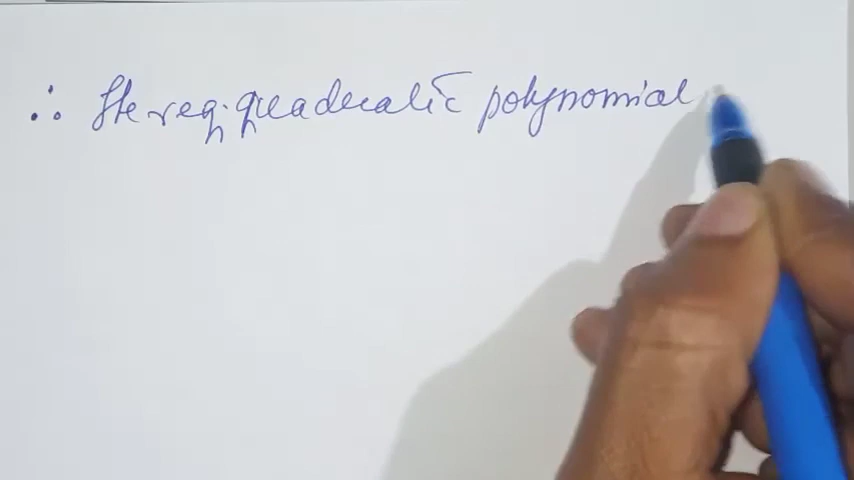 ∴ The req. quadratic polynomial